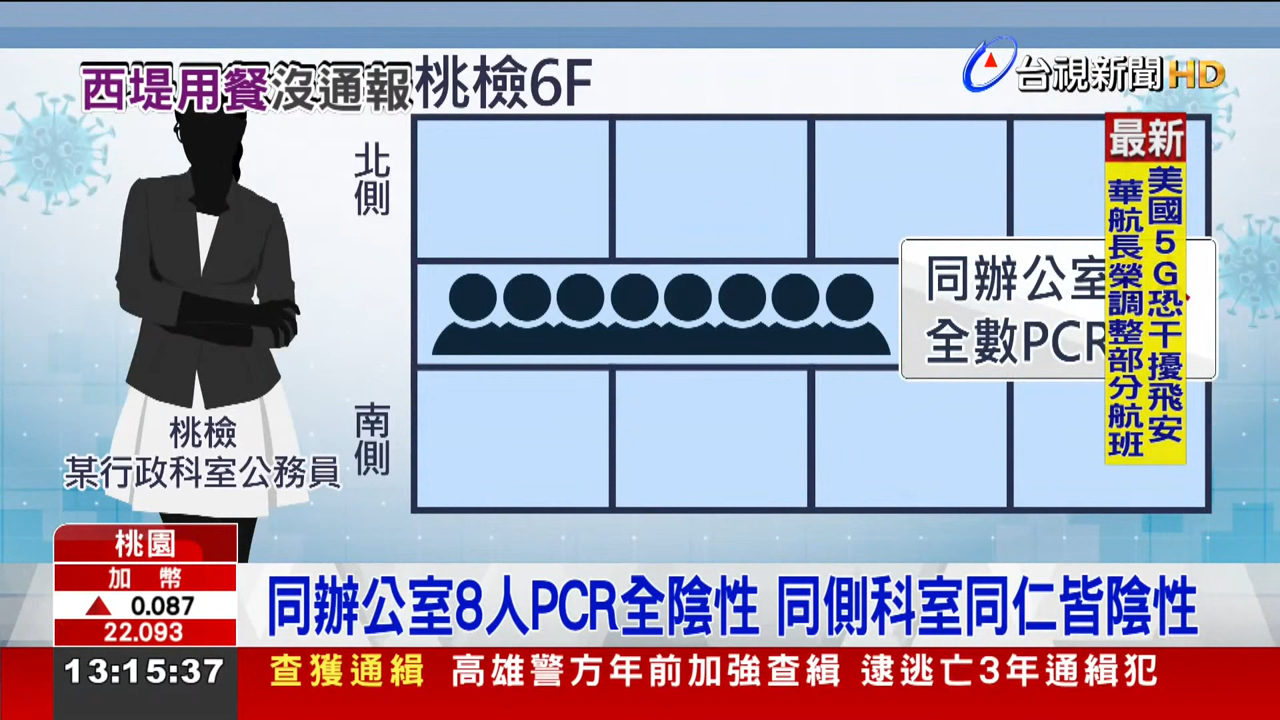 西堤用餐沒通報
桃檢6F
台視新聞HD
北側
最新
美國5G恐干擾飛安
華航長榮調整部分航班
同辦公室
全數PCR
南側
桃檢
某行政科室公務員
桃園
加 幣
▲ 0.087
22.093
同辦公室8人PCR全陰性 同側科室同仁皆陰性
13:15:37
查獲通緝 高雄警方年前加強查緝 逮逃亡3年通緝犯